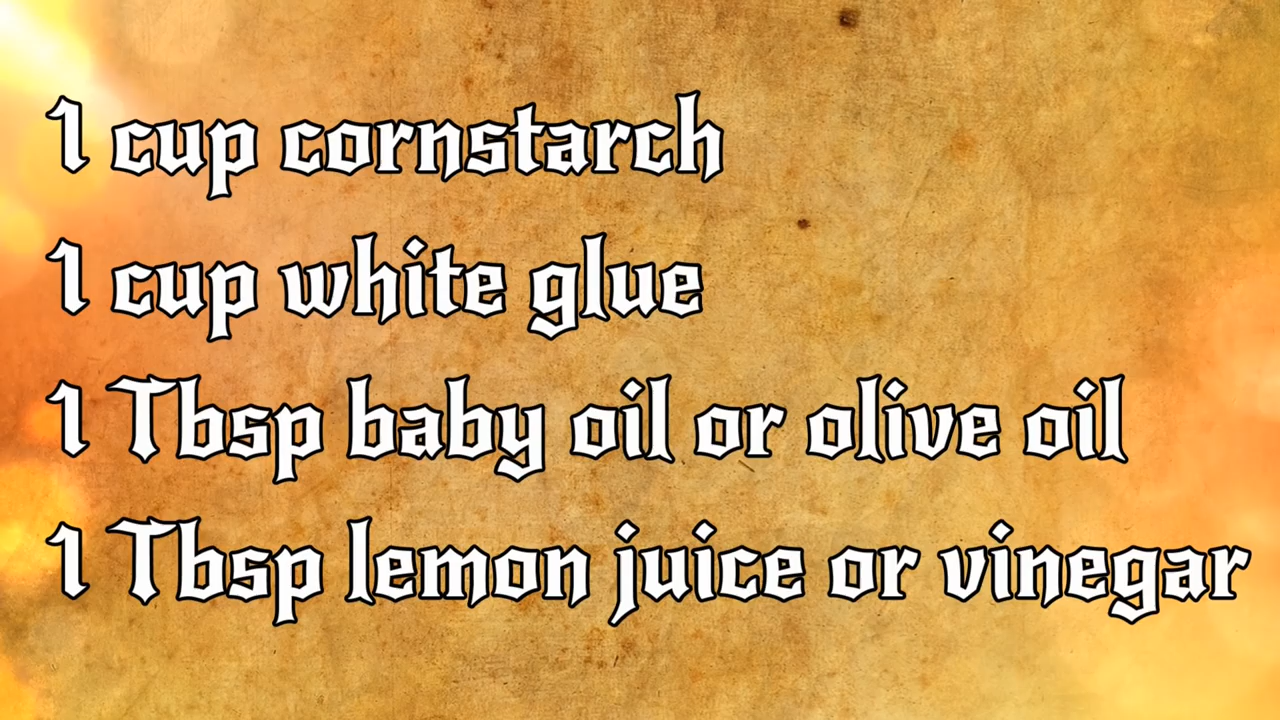 1 cup cornstarch
1 cup white glue
1 Tbsp baby oil or olive oil
1 Tbsp lemon juice or vinegar